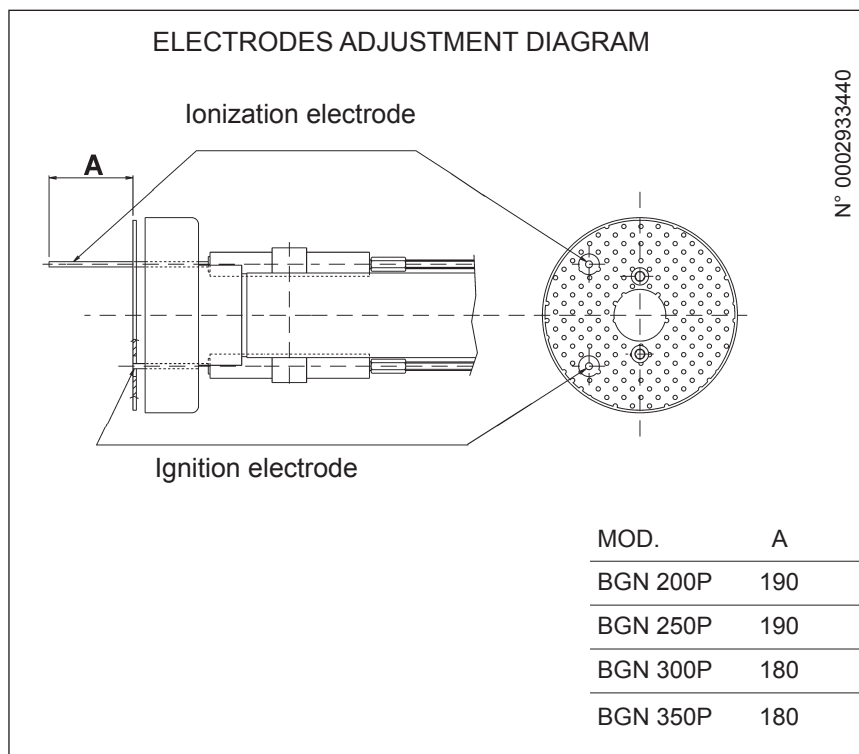 ELECTRODES ADJUSTMENT DIAGRAM
N° 0002933440
Ionization electrode
A
Ignition electrode
MOD. A
BGN 200P 190
BGN 250P 190
BGN 300P 180
BGN 350P 180